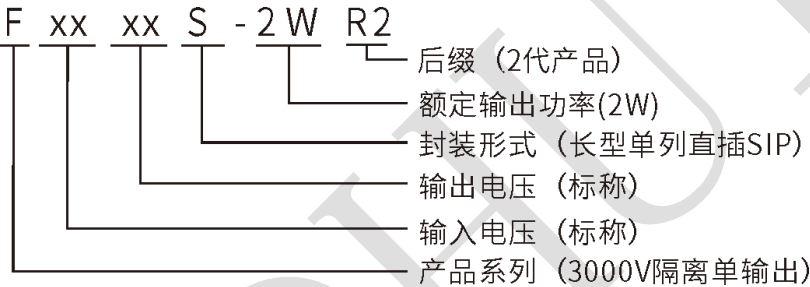 F xx xx S - 2 W R2
后缀（2代产品）
额定输出功率(2W)
封装形式（长型单列直插SIP）
输出电压（标称）
输入电压（标称）
产品系列（3000V隔离单输出）